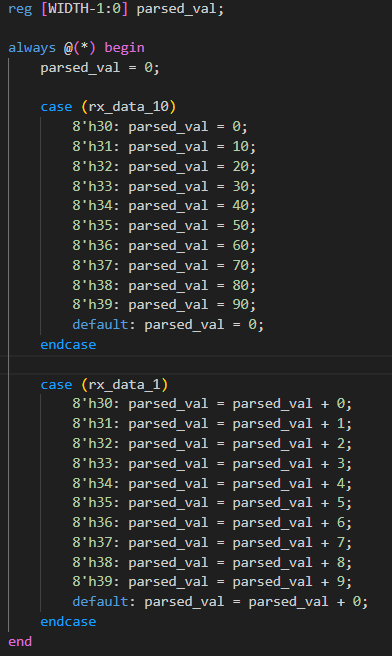 reg [WIDTH-1:0] parsed_val;
always @(*) begin
parsed_val = 0;
case (rx_data_10)
8'h30: parsed_val = 0;
8'h31: parsed_val = 10;
8'h32: parsed_val = 20;
8'h33: parsed_val = 30;
8'h34: parsed_val = 40;
8'h35: parsed_val = 50;
8'h36: parsed_val = 60;
8'h37: parsed_val = 70;
8'h38: parsed_val = 80;
8'h39: parsed_val = 90;
default: parsed_val = 0;
endcase
case (rx_data_1)
8'h30: parsed_val = parsed_val + 0;
8'h31: parsed_val = parsed_val + 1;
8'h32: parsed_val = parsed_val + 2;
8'h33: parsed_val = parsed_val + 3;
8'h34: parsed_val = parsed_val + 4;
8'h35: parsed_val = parsed_val + 5;
8'h36: parsed_val = parsed_val + 6;
8'h37: parsed_val = parsed_val + 7;
8'h38: parsed_val = parsed_val + 8;
8'h39: parsed_val = parsed_val + 9;
default: parsed_val = parsed_val + 0;
endcase
end